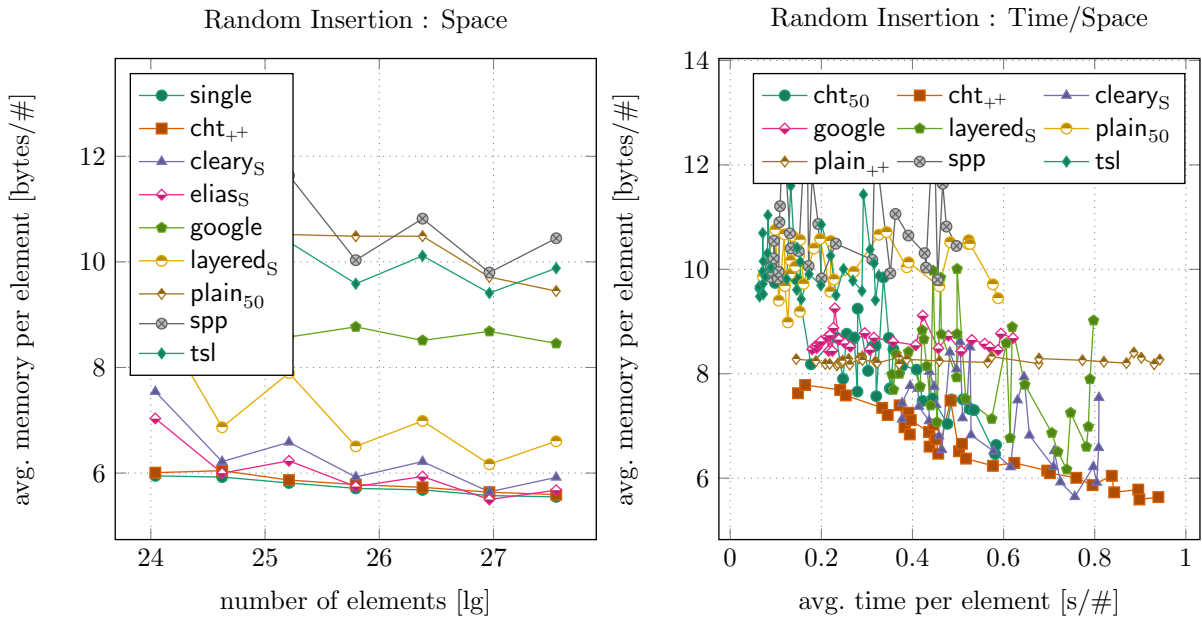 Random Insertion : Space
avg. memory per element [bytes/#]
12
10
8
6
24
25
26
27
number of elements [lg]
single
cht++
clearyS
eliasS
google
layeredS
plain50
spp
tsl
Random Insertion : Time/Space
avg. memory per element [bytes/#]
14
12
10
8
6
0
0.2
0.4
0.6
0.8
1
avg. time per element [s/#]
cht50 cht++ clearyS
google layeredS plain50
plain++ spp tsl